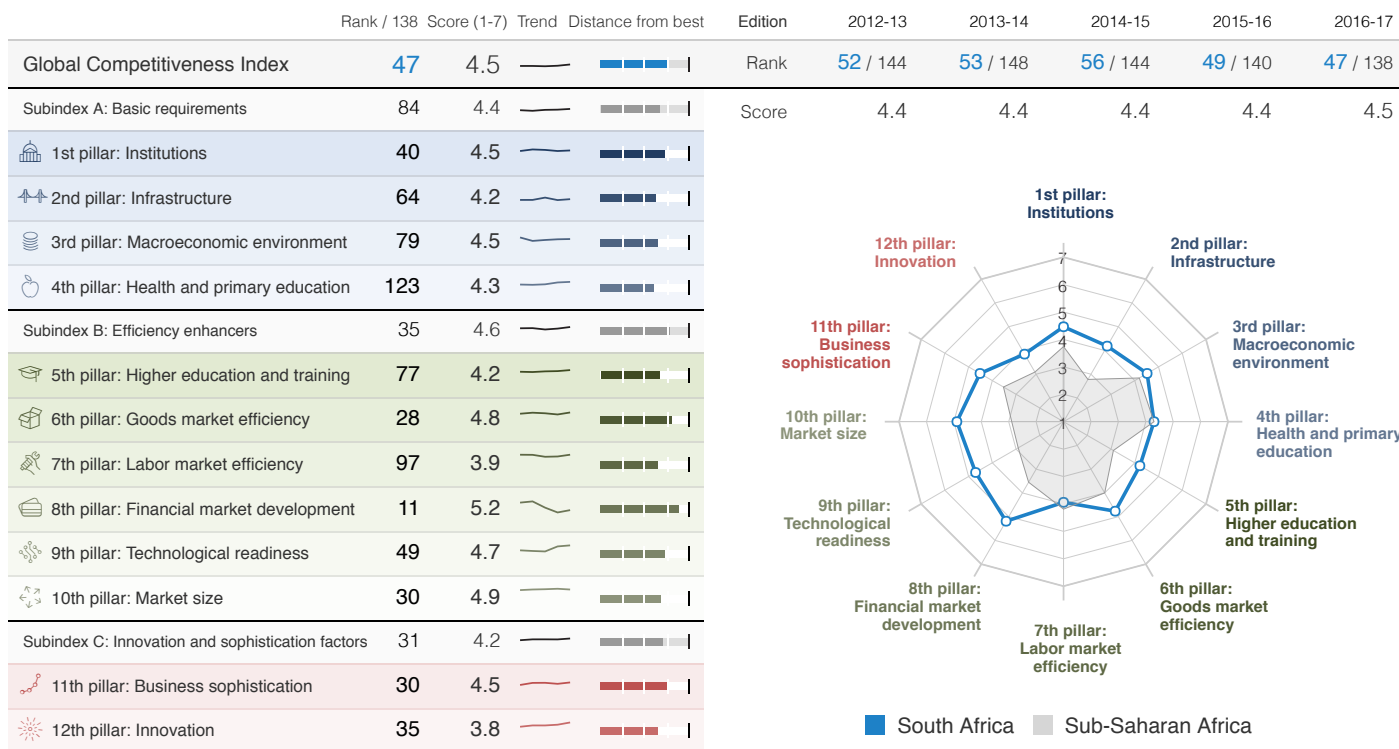 Rank / 138 Score (1-7) Trend Distance from best
Global Competitiveness Index 47 4.5
Subindex A: Basic requirements 84 4.4
1st pillar: Institutions 40 4.5
2nd pillar: Infrastructure 64 4.2
3rd pillar: Macroeconomic environment 79 4.5
4th pillar: Health and primary education 123 4.3
Subindex B: Efficiency enhancers 35 4.6
5th pillar: Higher education and training 77 4.2
6th pillar: Goods market efficiency 28 4.8
7th pillar: Labor market efficiency 97 3.9
8th pillar: Financial market development 11 5.2
9th pillar: Technological readiness 49 4.7
10th pillar: Market size 30 4.9
Subindex C: Innovation and sophistication factors 31 4.2
11th pillar: Business sophistication 30 4.5
12th pillar: Innovation 35 3.8
Edition 2012-13 2013-14 2014-15 2015-16 2016-17
Rank 52 / 144 53 / 148 56 / 144 49 / 140 47 / 138
Score 4.4 4.4 4.4 4.4 4.5
1st pillar:
Institutions
2nd pillar:
Infrastructure
3rd pillar:
Macroeconomic
environment
4th pillar:
Health and primary
education
5th pillar:
Higher education
and training
6th pillar:
Goods market
efficiency
7th pillar:
Labor market
efficiency
8th pillar:
Financial market
development
9th pillar:
Technological
readiness
10th pillar:
Market size
11th pillar:
Business
sophistication
12th pillar:
Innovation
7
6
5
4
3
2
1
South Africa Sub-Saharan Africa